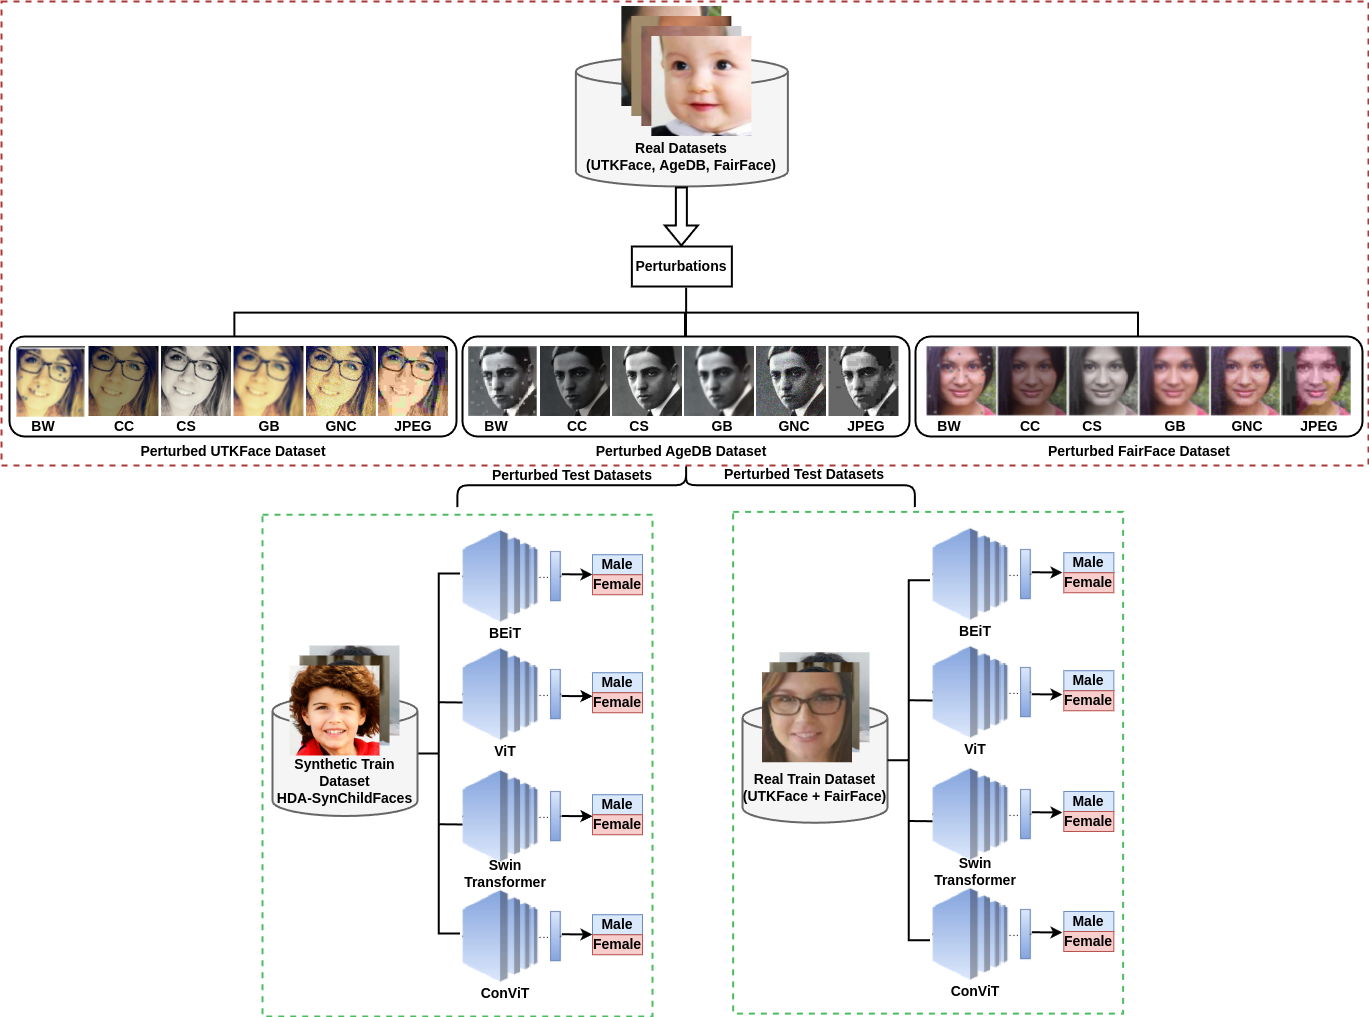 Real Datasets
(UTKFace, AgeDB, FairFace)
Perturbations
BW CC CS GB GNC JPEG
Perturbed UTKFace Dataset
BW CC CS GB GNC JPEG
Perturbed AgeDB Dataset
BW CC CS GB GNC JPEG
Perturbed FairFace Dataset
Perturbed Test Datasets
Perturbed Test Datasets
Synthetic Train
Dataset
HDA-SynChildFaces
...
Male
Female
BEiT
...
Male
Female
ViT
...
Male
Female
Swin
Transformer
...
Male
Female
ConViT
Real Train Dataset
(UTKFace + FairFace)
...
Male
Female
BEiT
...
Male
Female
ViT
...
Male
Female
Swin
Transformer
...
Male
Female
ConViT